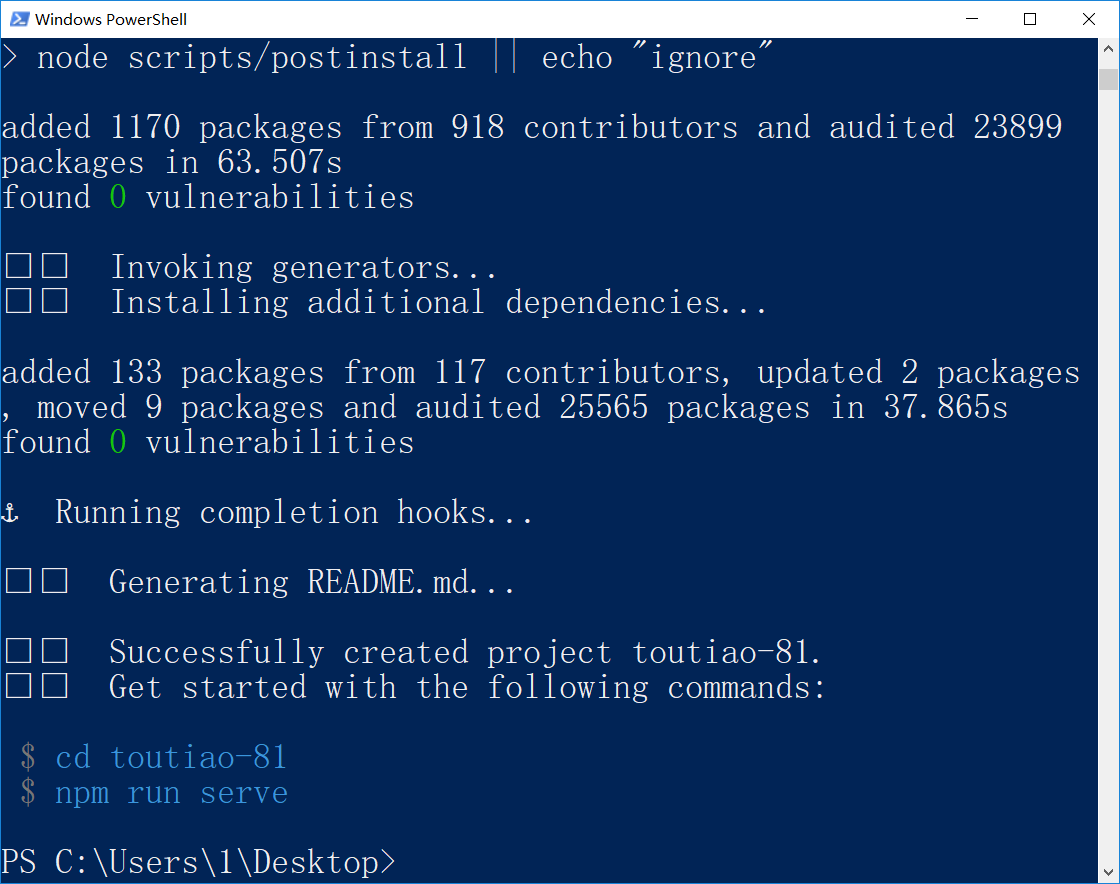 Windows PowerShell
> node scripts/postinstall || echo "ignore"
added 1170 packages from 918 contributors and audited 23899
packages in 63.507s
found 0 vulnerabilities
□□  Invoking generators...
□□  Installing additional dependencies...
added 133 packages from 117 contributors, updated 2 packages
, moved 9 packages and audited 25565 packages in 37.865s
found 0 vulnerabilities
⚓  Running completion hooks...
□□  Generating README.md...
□□  Successfully created project toutiao-81.
□□  Get started with the following commands:
$ cd toutiao-81
$ npm run serve
PS C:\Users\1\Desktop>